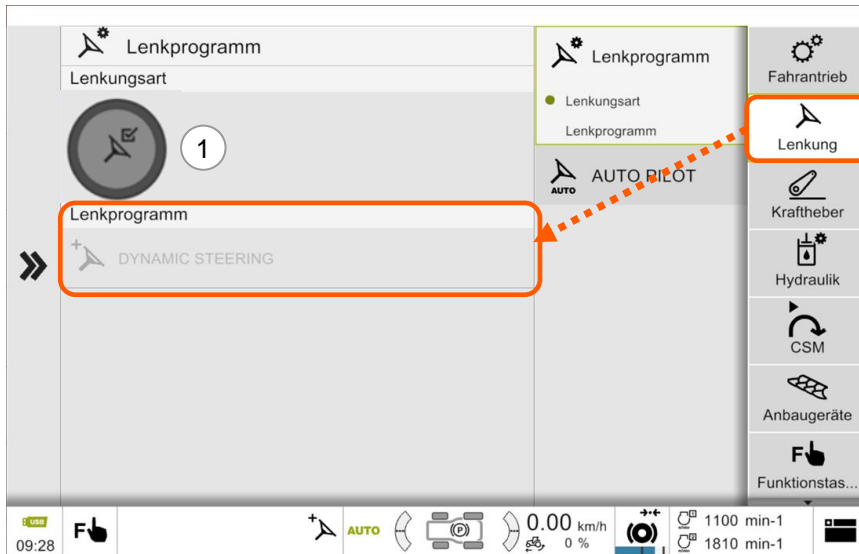 Lenkprogramm
Lenkungsart
1
Lenkprogramm
DYNAMIC STEERING
Lenkprogramm
Lenkungsart
Lenkprogramm
AUTO
AUTO PILOT
Fahrantrieb
Lenkung
Kraftheber
Hydraulik
CSM
Anbaugeräte
F
Funktionstas...
USB
09:28
F
AUTO
(P)
0.00 km/h
0 %
1100 min-1
1810 min-1